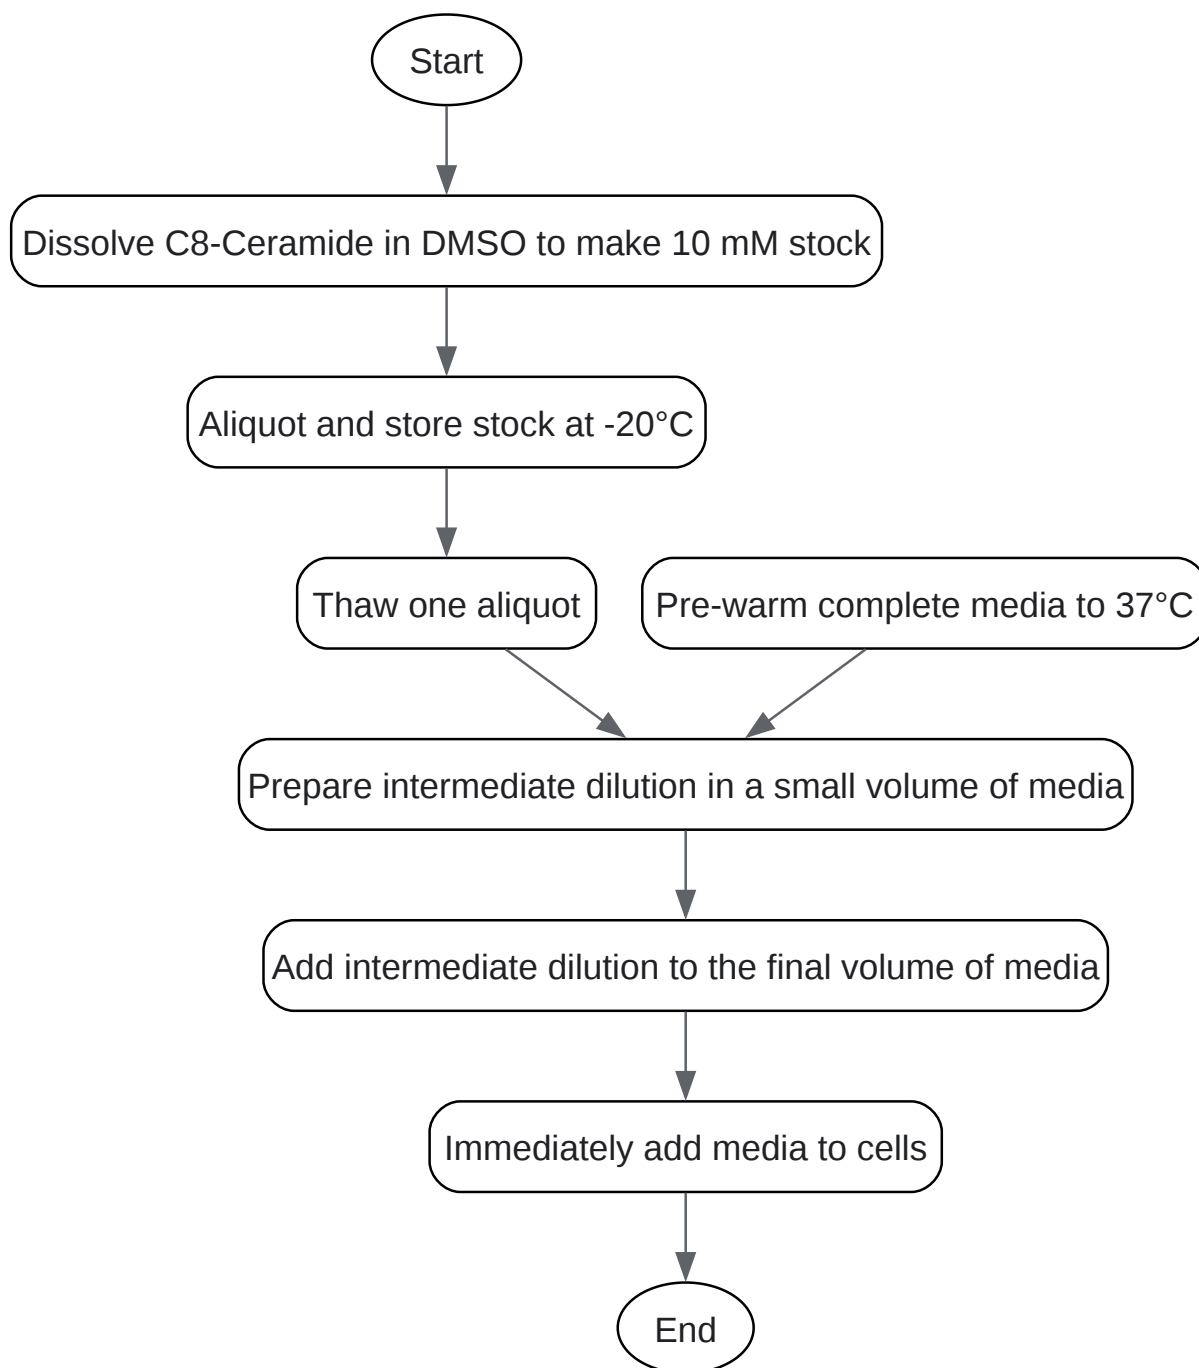 Start
Dissolve C8-Ceramide in DMSO to make 10 mM stock
Aliquot and store stock at -20°C
Thaw one aliquot
Pre-warm complete media to 37°C
Prepare intermediate dilution in a small volume of media
Add intermediate dilution to the final volume of media
Immediately add media to cells
End